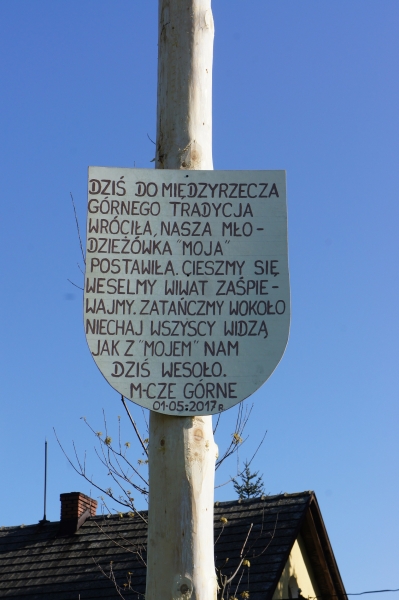 DZIŚ DO MIĘDZYRZECZA
GÓRNEGO TRADYCJA
WRÓCIŁA, NASZA MŁO-
DZIEŻÓWKA "MOJA"
POSTAWIŁA. CIESZMY SIĘ
WESELMY WIWAT ZAŚPIE-
WAJMY. ZATAŃCZMY WOKOŁO
NIECHAJ WSZYSCY WIDZĄ
JAK Z "MOJEM" NAM
DZIŚ WESOŁO.
M-CZE GÓRNE
01-05:2017R